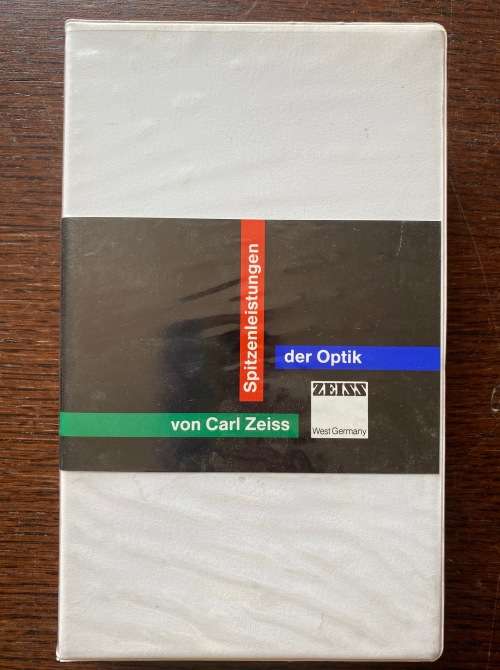 Spitzenleistungen
der Optik
von Carl Zeiss
ZEISS
West Germany